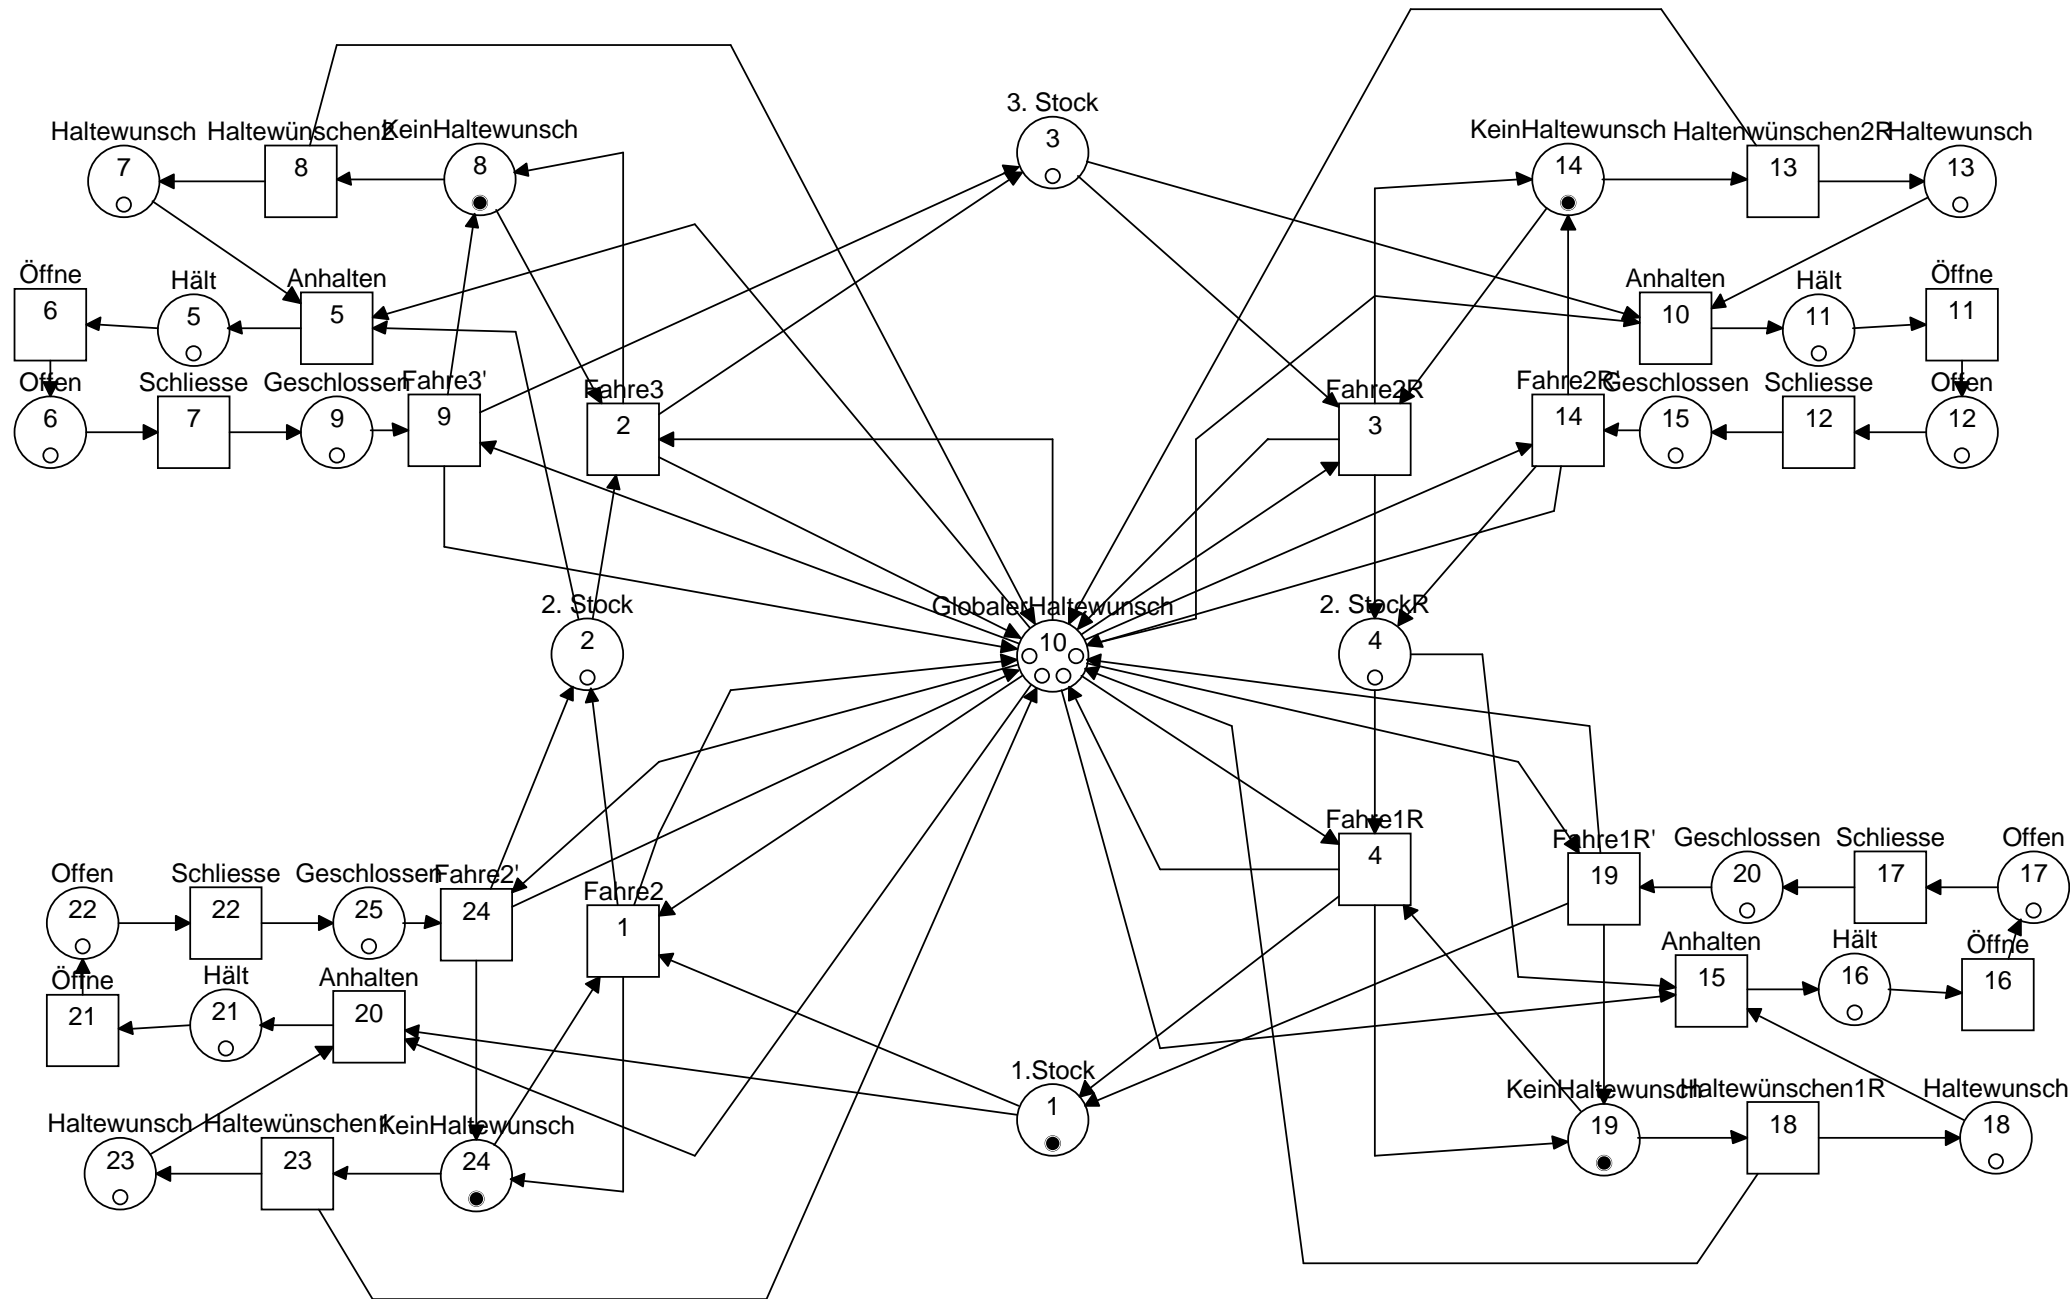 3. Stock
3
Haltewunsch
7
Haltewünschen2
8
KeinHaltewunsch
8
KeinHaltewunsch
14
Haltenwünschen2R
13
Haltewunsch
13
Öffne
6
Hält
5
Anhalten
5
Anhalten
10
Hält
11
Öffne
11
Offen
6
Schliesse
7
Geschlossen
9
Fahre3'
9
Fahre3
2
Fahre2R
3
Fahre2R'
14
Geschlossen
15
Schliesse
12
Offen
12
2. Stock
2
GlobalerHaltewunsch
10
2. StockR
4
Offen
22
Schliesse
22
Geschlossen
25
Fahre2'
24
Fahre2
1
Fahre1R
4
Fahre1R'
19
Geschlossen
20
Schliesse
17
Offen
17
Öffne
21
Hält
21
Anhalten
20
Anhalten
15
Hält
16
Öffne
16
1.Stock
1
Haltewunsch
23
Haltewünschen1
23
KeinHaltewunsch
24
KeinHaltewunsch
19
Haltewünschen1R
18
Haltewunsch
18